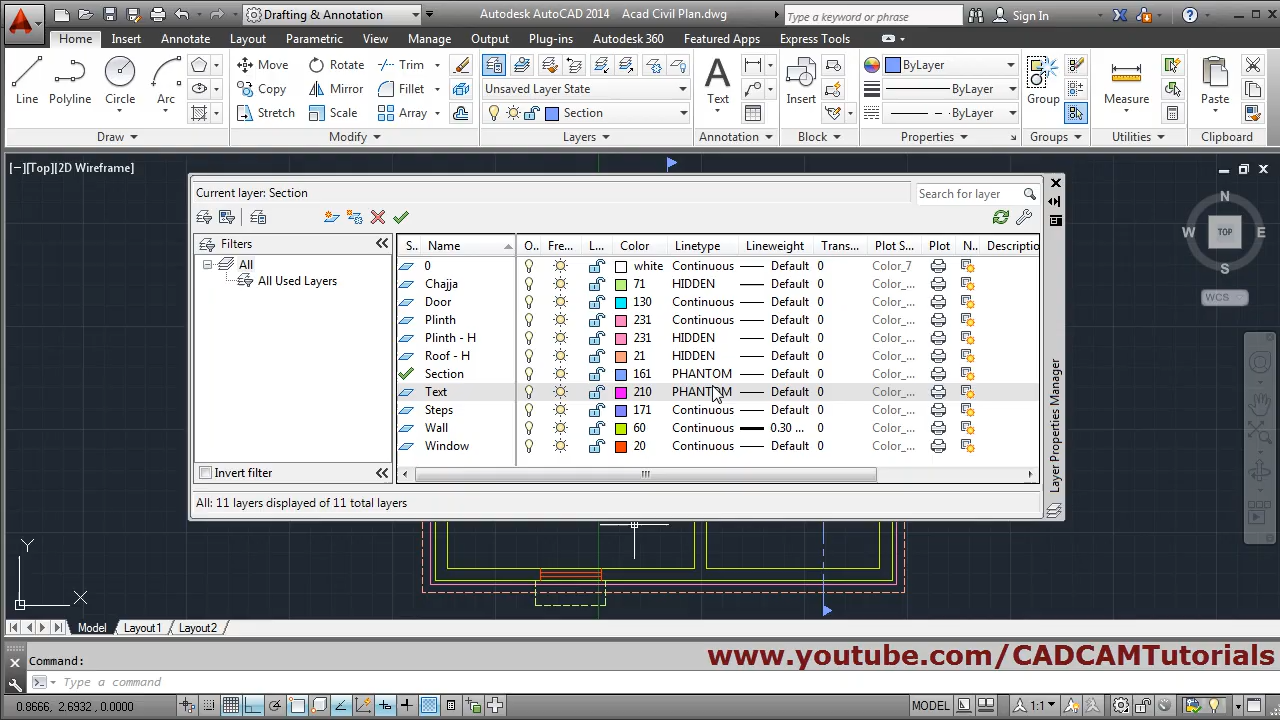 Drafting & Annotation
Autodesk AutoCAD 2014 Acad Civil Plan.dwg
Type a keyword or phrase
Sign In
Home Insert Annotate Layout Parametric View Manage Output Plug-ins Autodesk 360 Featured Apps Express Tools
Line Polyline Circle Arc
Move Rotate Trim
Copy Mirror Fillet
Stretch Scale Array
Unsaved Layer State
Section
Text
Insert
ByLayer
ByLayer
ByLayer
Group
Measure
Paste
Draw Modify Layers Annotation Block Properties Groups Utilities Clipboard
[−][Top][2D Wireframe]
Current layer: Section
Search for layer
Filters
All
All Used Layers
Invert filter
S.. Name O.. Fre... L... Color Linetype Lineweight Trans... Plot S... Plot N.. Descriptio
0 white Continuous Default 0 Color_7
Chajja 71 HIDDEN Default 0 Color_...
Door 130 Continuous Default 0 Color_...
Plinth 231 Continuous Default 0 Color_...
Plinth - H 231 HIDDEN Default 0 Color_...
Roof - H 21 HIDDEN Default 0 Color_...
Section 161 PHANTOM Default 0 Color_...
Text 210 PHANTOM Default 0 Color_...
Steps 171 Continuous Default 0 Color_...
Wall 60 Continuous 0.30 ... 0 Color_...
Window 20 Continuous Default 0 Color_...
All: 11 layers displayed of 11 total layers
Layer Properties Manager
N
W TOP E
S
WCS
Y
X
Model Layout1 Layout2
Command:
Type a command
www.youtube.com/CADCAMTutorials
0.8666, 2.6932, 0.0000
MODEL
1:1